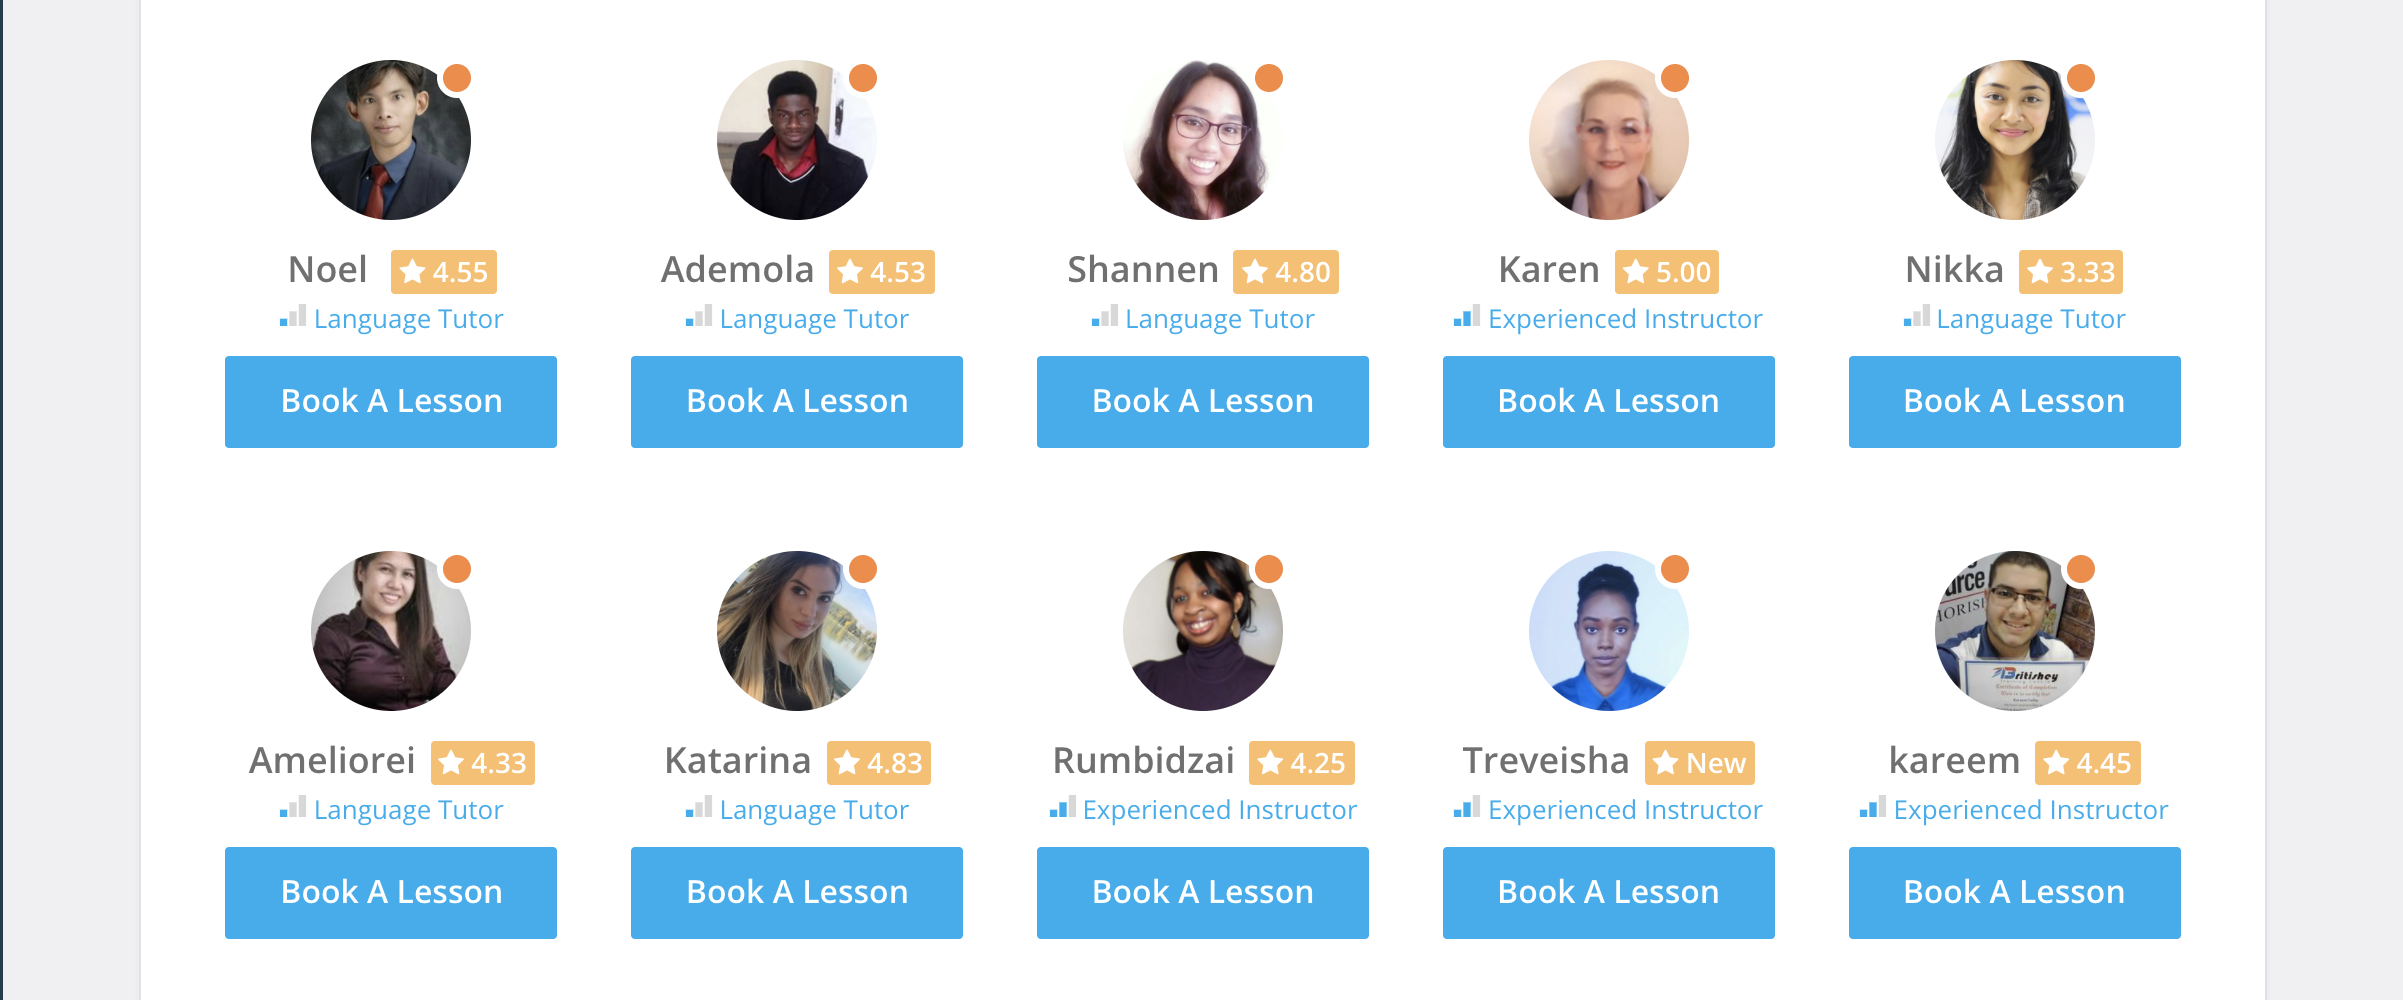 Noel 4.55
Language Tutor
Book A Lesson
Ademola 4.53
Language Tutor
Book A Lesson
Shannen 4.80
Language Tutor
Book A Lesson
Karen 5.00
Experienced Instructor
Book A Lesson
Nikka 3.33
Language Tutor
Book A Lesson
Ameliorei 4.33
Language Tutor
Book A Lesson
Katarina 4.83
Language Tutor
Book A Lesson
Rumbidzai 4.25
Experienced Instructor
Book A Lesson
Treveisha New
Experienced Instructor
Book A Lesson
Britishey
kareem 4.45
Experienced Instructor
Book A Lesson